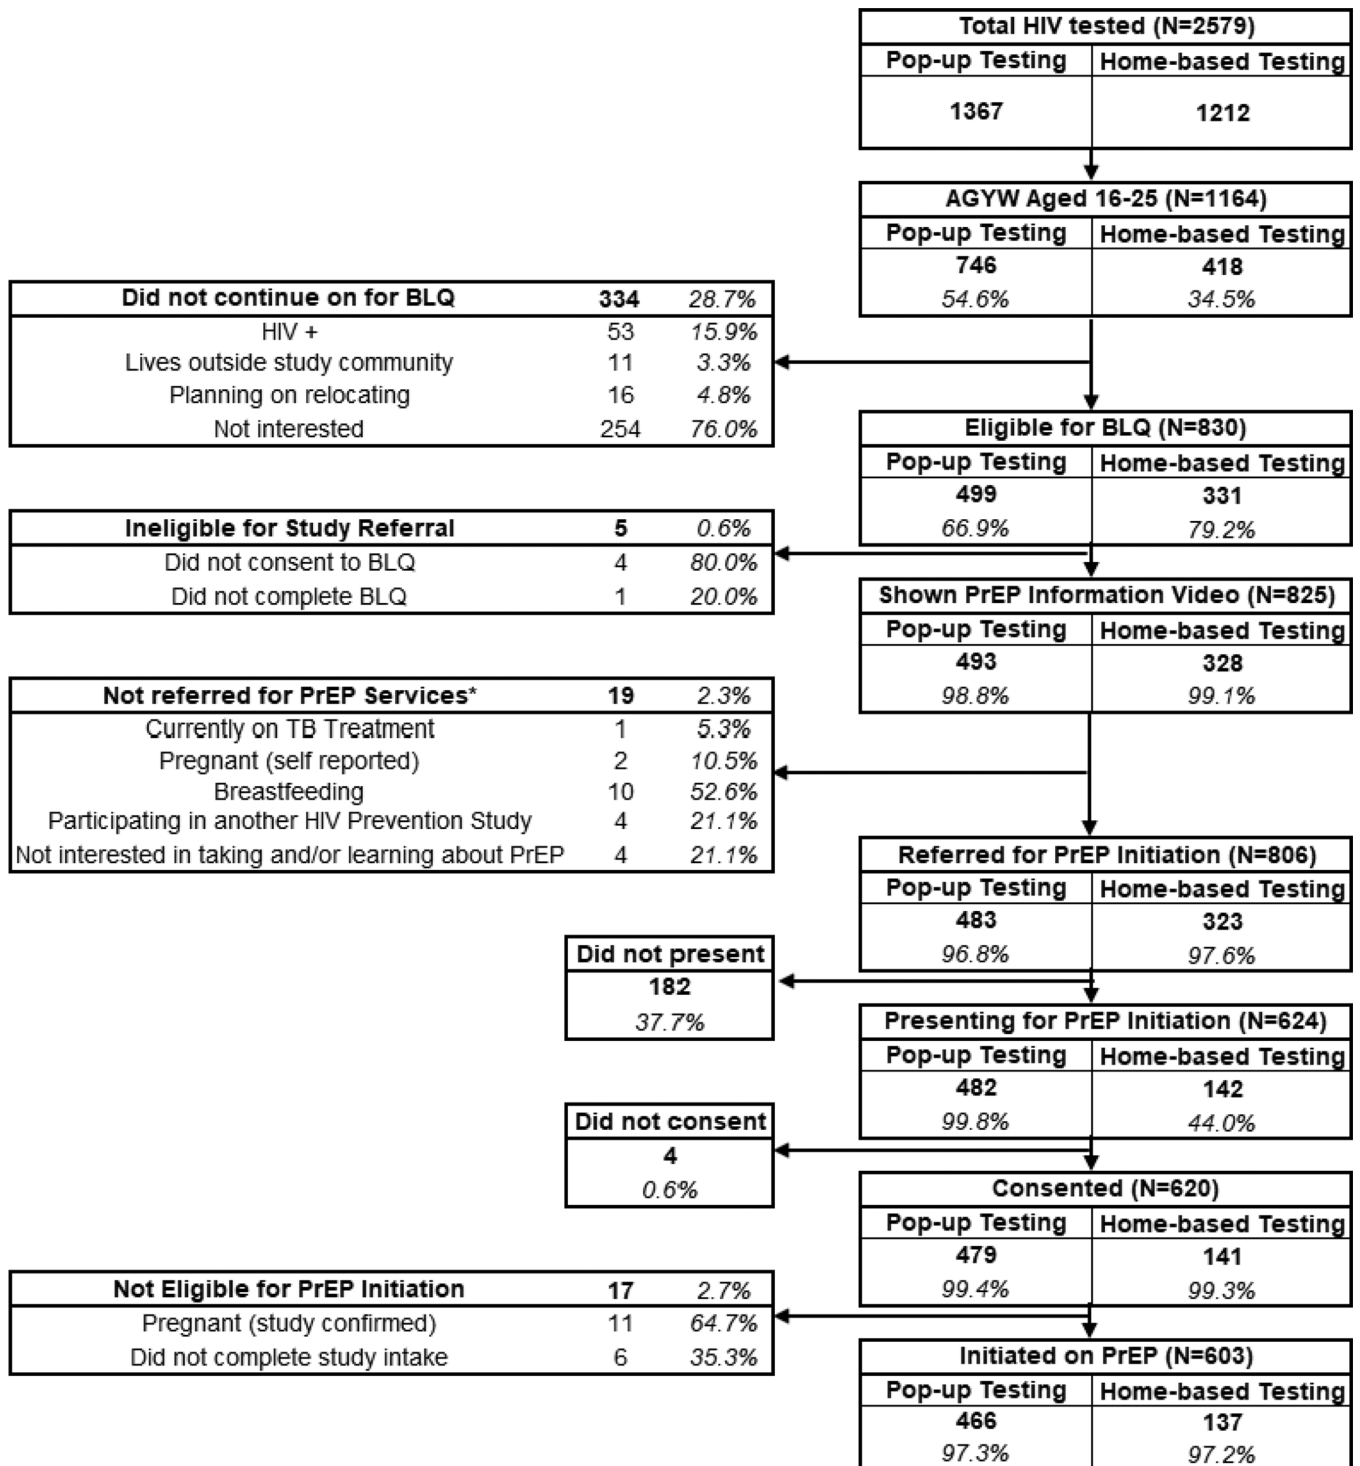 Total HIV tested (N=2579)
Pop-up Testing Home-based Testing
1367 1212
AGYW Aged 16-25 (N=1164)
Pop-up Testing Home-based Testing
746 418
54.6% 34.5%
Did not continue on for BLQ 334 28.7%
HIV + 53 15.9%
Lives outside study community 11 3.3%
Planning on relocating 16 4.8%
Not interested 254 76.0%
Eligible for BLQ (N=830)
Pop-up Testing Home-based Testing
499 331
66.9% 79.2%
Ineligible for Study Referral 5 0.6%
Did not consent to BLQ 4 80.0%
Did not complete BLQ 1 20.0%
Shown PrEP Information Video (N=825)
Pop-up Testing Home-based Testing
493 328
98.8% 99.1%
Not referred for PrEP Services* 19 2.3%
Currently on TB Treatment 1 5.3%
Pregnant (self reported) 2 10.5%
Breastfeeding 10 52.6%
Participating in another HIV Prevention Study 4 21.1%
Not interested in taking and/or learning about PrEP 4 21.1%
Referred for PrEP Initiation (N=806)
Pop-up Testing Home-based Testing
483 323
96.8% 97.6%
Did not present
182
37.7%
Presenting for PrEP Initiation (N=624)
Pop-up Testing Home-based Testing
482 142
99.8% 44.0%
Did not consent
4
0.6%
Consented (N=620)
Pop-up Testing Home-based Testing
479 141
99.4% 99.3%
Not Eligible for PrEP Initiation 17 2.7%
Pregnant (study confirmed) 11 64.7%
Did not complete study intake 6 35.3%
Initiated on PrEP (N=603)
Pop-up Testing Home-based Testing
466 137
97.3% 97.2%